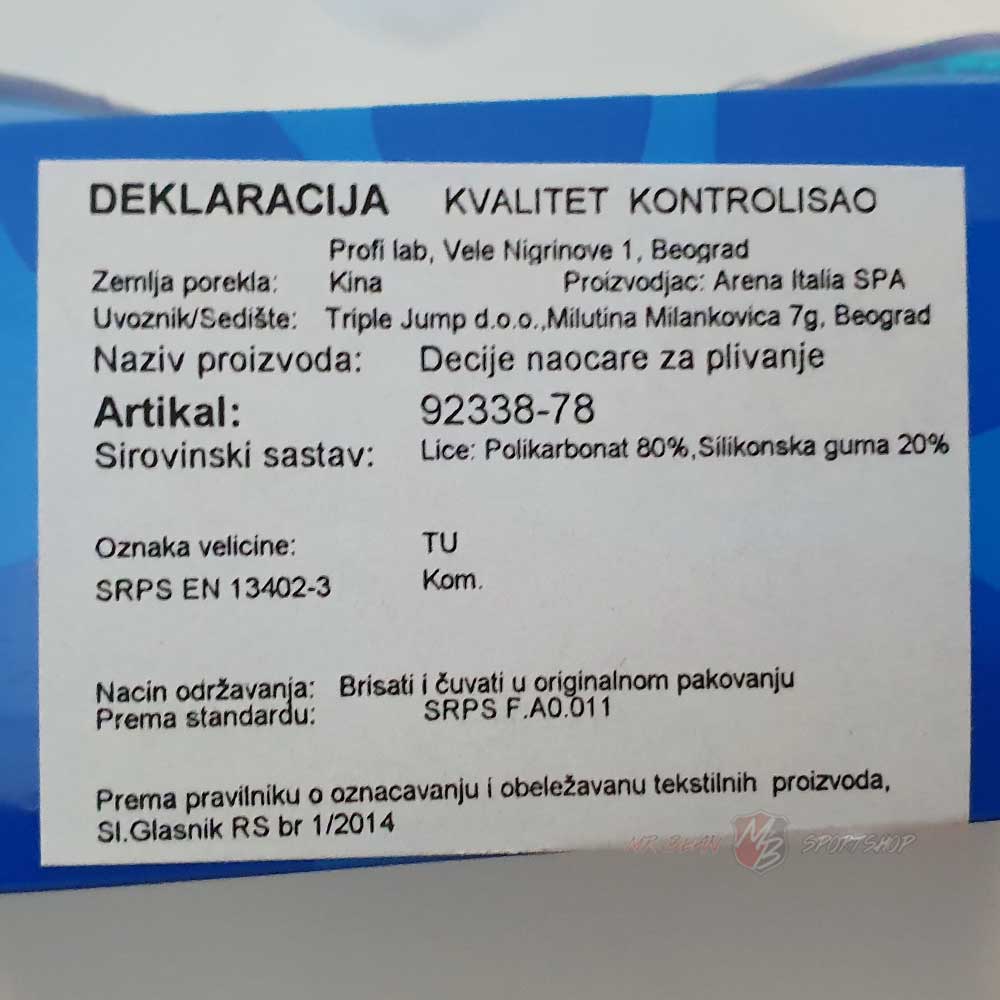 DEKLARACIJA KVALITET KONTROLISAO
Profi lab, Vele Nigrinove 1, Beograd
Zemlja porekla: Kina Proizvodjac: Arena Italia SPA
Uvoznik/Sedište: Triple Jump d.o.o.,Milutina Milankovica 7g, Beograd
Naziv proizvoda: Decije naocare za plivanje
Artikal: 92338-78
Sirovinski sastav: Lice: Polikarbonat 80%,Silikonska guma 20%
Oznaka velicine: TU
SRPS EN 13402-3 Kom.
Nacin održavanja: Brisati i čuvati u originalnom pakovanju
Prema standardu: SRPS F.A0.011
Prema pravilniku o oznacavanju i obeležavanu tekstilnih proizvoda,
Sl.Glasnik RS br 1/2014
MR.BEAN MB SPORTSHOP